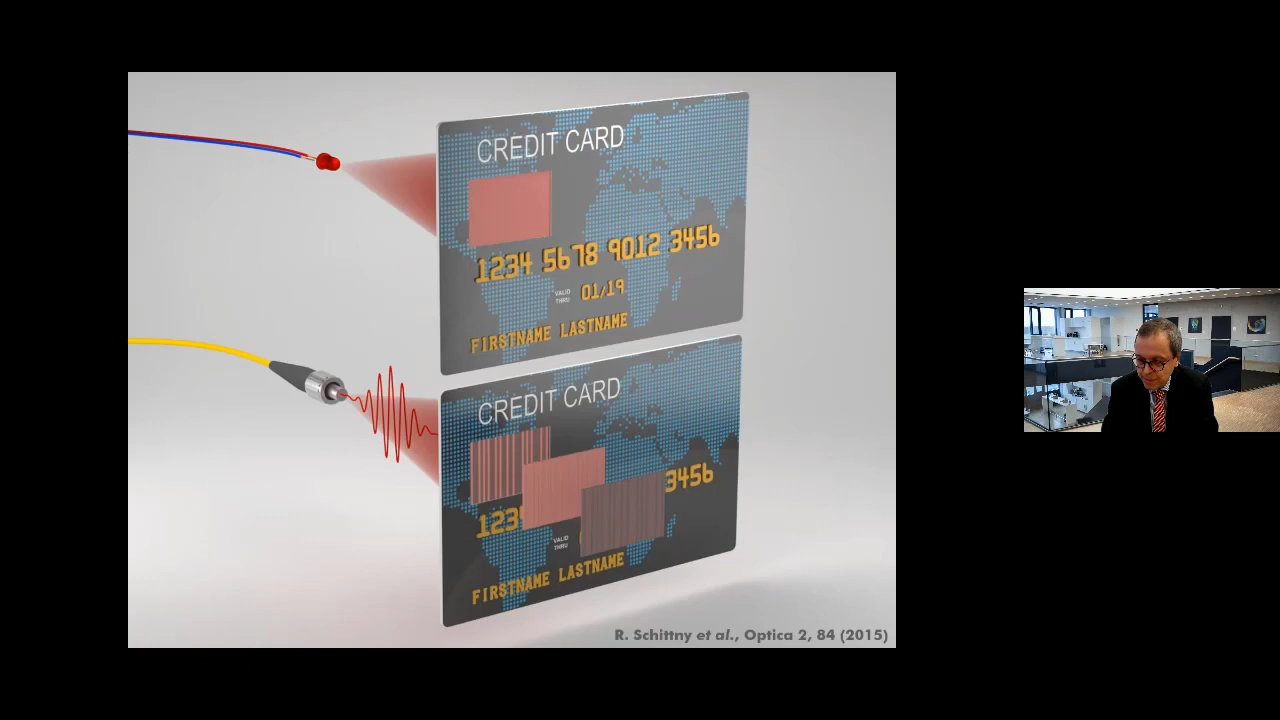 CREDIT CARD
1234 5678 9012 3456
VALID
THRU
01/19
FIRSTNAME LASTNAME
CREDIT CARD
123
3456
VALID
THRU
FIRSTNAME LASTNAME
R. Schittny et al., Optica 2, 84 (2015)